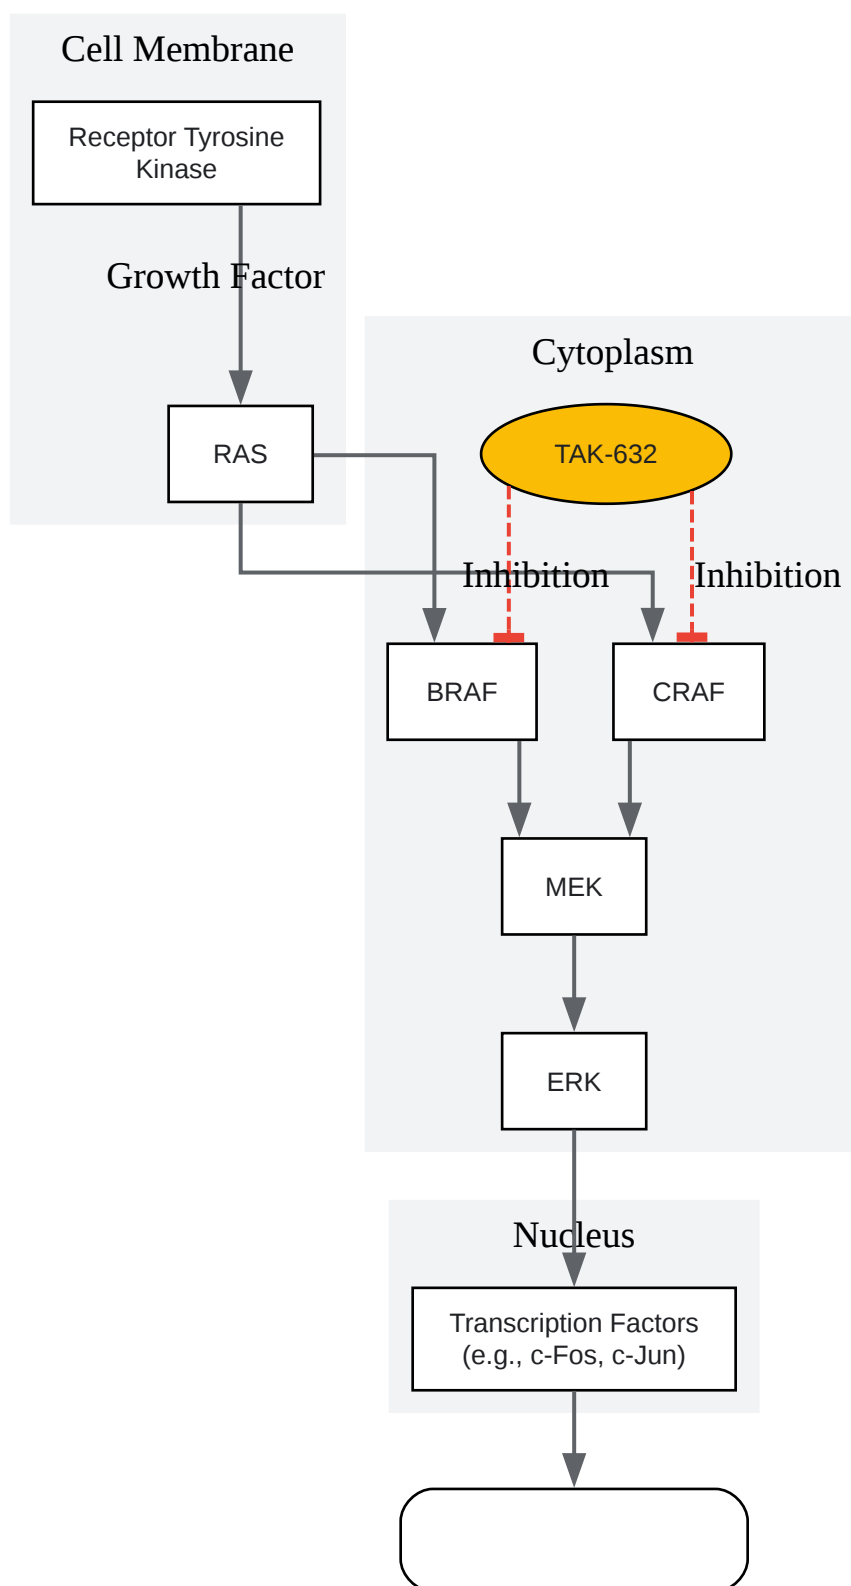 Cell Membrane
Receptor Tyrosine
Kinase
Growth Factor
RAS
Cytoplasm
TAK-632
Inhibition
Inhibition
BRAF
CRAF
MEK
ERK
Nucleus
Transcription Factors
(e.g., c-Fos, c-Jun)